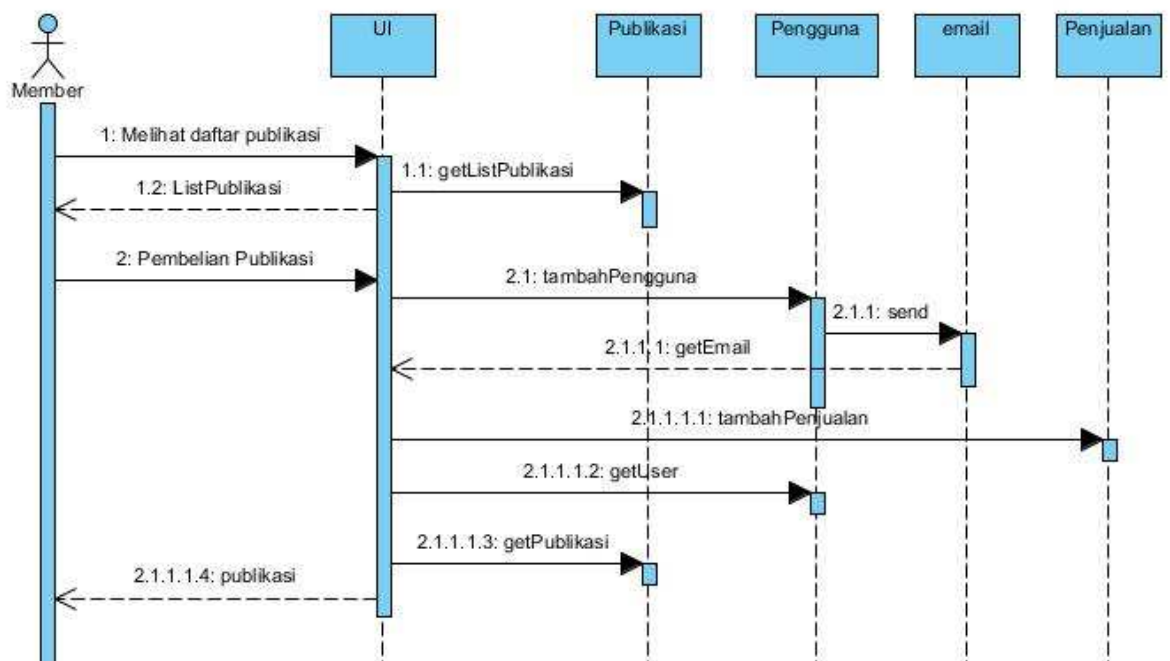 UI
Publikasi
Pengguna
email
Penjualan
Member
1: Melihat daftar publikasi
1.1: getListPublikasi
1.2: ListPublikasi
2: Pembelian Publikasi
2.1: tambahPengguna
2.1.1: send
2.1.1.1: getEmail
2.1.1.1.1: tambahPenjualan
2.1.1.1.2: getUser
2.1.1.1.3: getPublikasi
2.1.1.1.4: publikasi